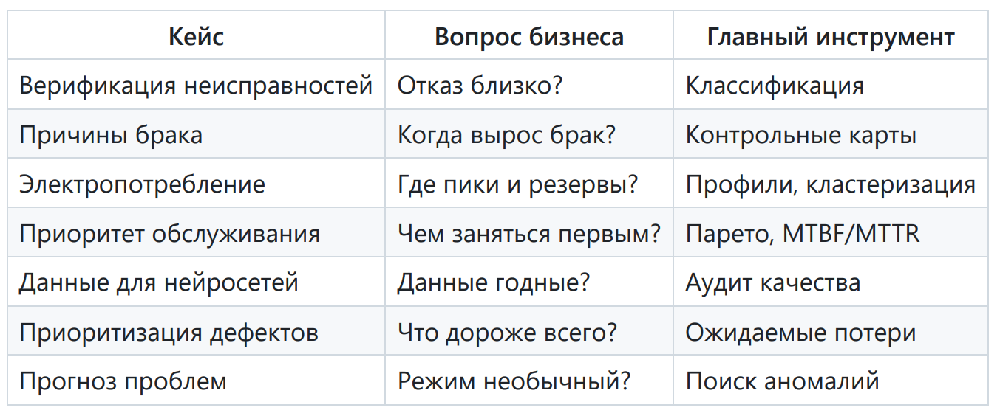 Кейс Вопрос бизнеса Главный инструмент
Верификация неисправностей Отказ близко? Классификация
Причины брака Когда вырос брак? Контрольные карты
Электропотребление Где пики и резервы? Профили, кластеризация
Приоритет обслуживания Чем заняться первым? Парето, MTBF/MTTR
Данные для нейросетей Данные годные? Аудит качества
Приоритизация дефектов Что дороже всего? Ожидаемые потери
Прогноз проблем Режим необычный? Поиск аномалий